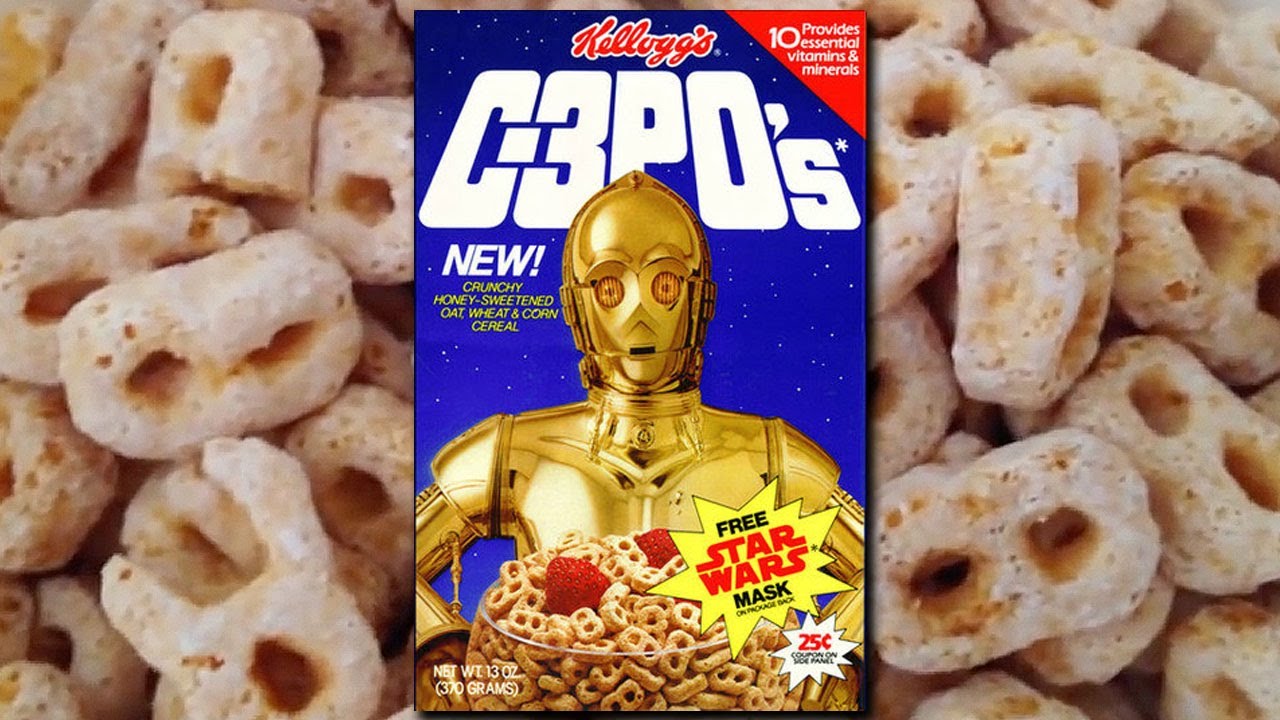 Kellogg's®
10 Provides
essential
vitamins &
minerals
C-3PO's*
NEW!
CRUNCHY
HONEY-SWEETENED
OAT, WHEAT & CORN
CEREAL
FREE
STAR
WARS*
MASK
ON PACKAGE BACK
25¢
COUPON ON
SIDE PANEL
NET WT. 13 OZ.
(370 GRAMS)